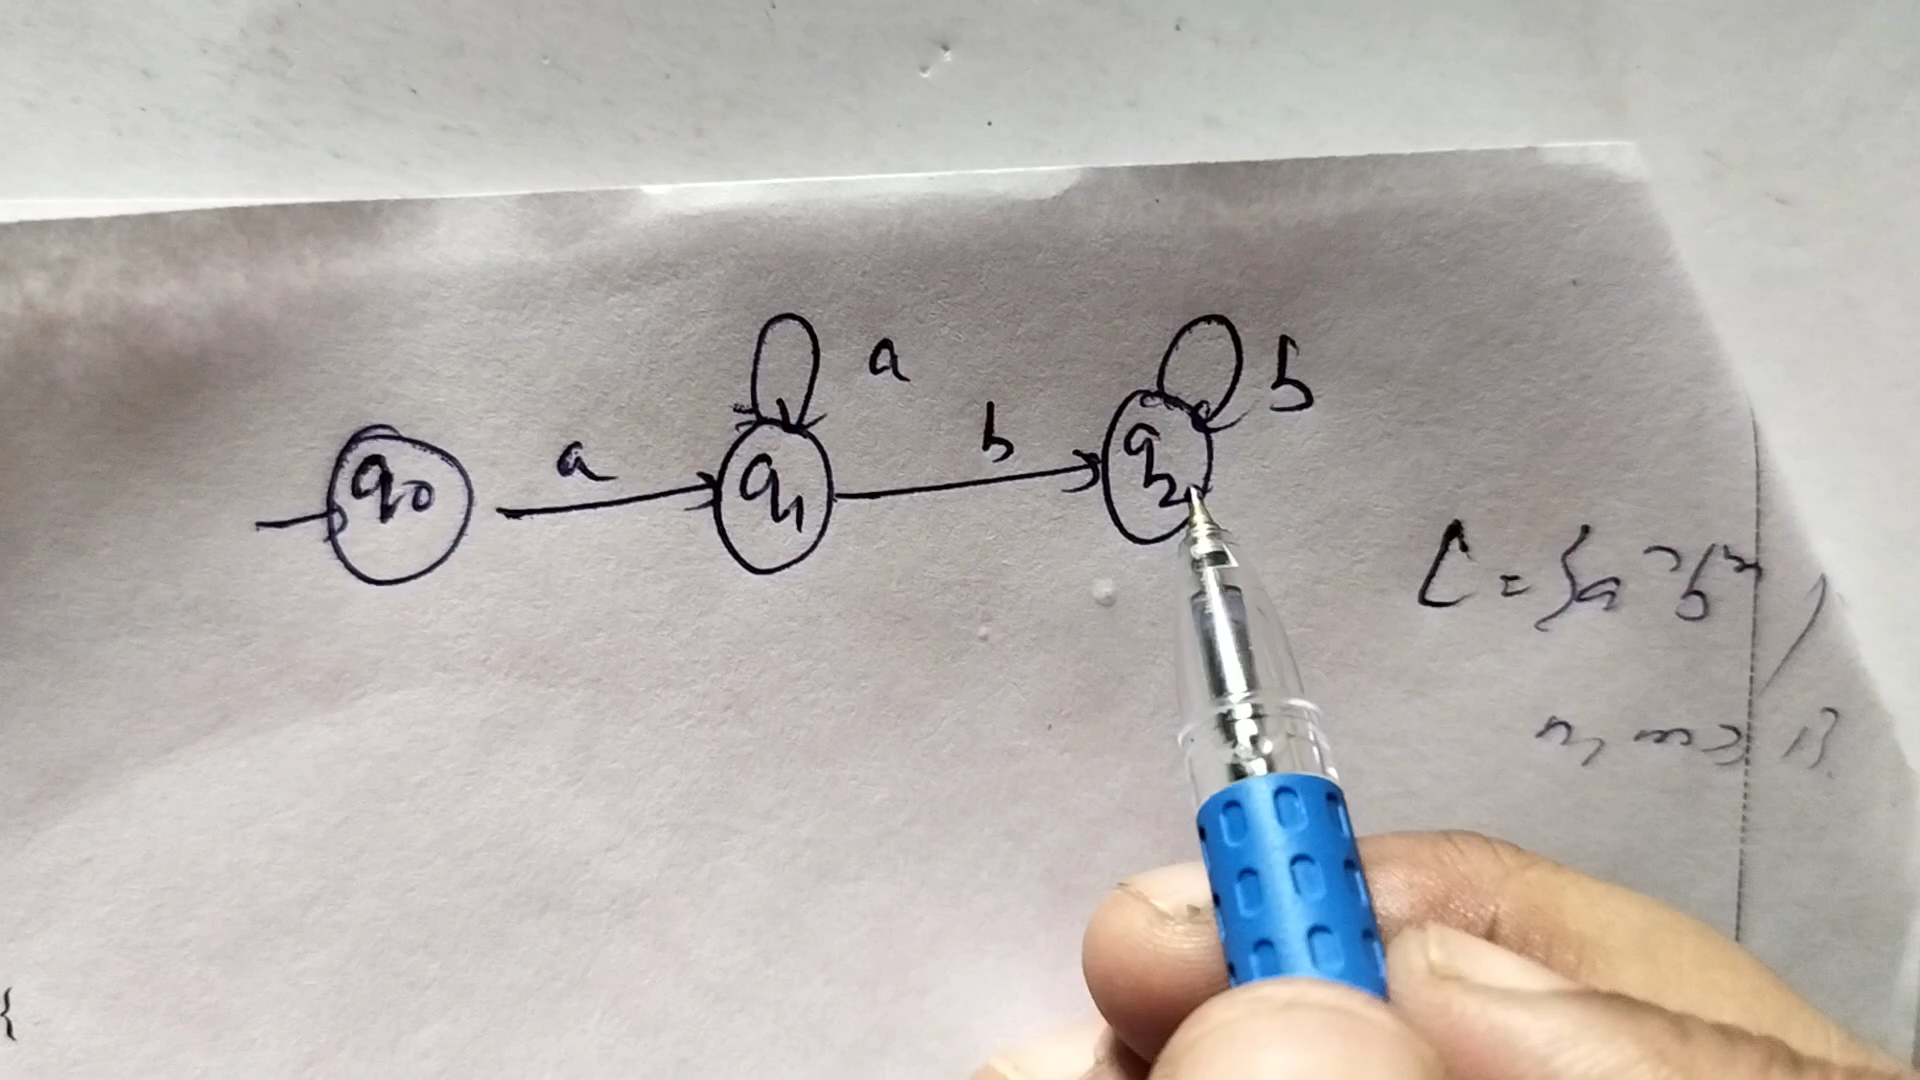 a
b
a
b
q0
q1
q2
L = {a^n b^m /
n, m ≥ 1}
{